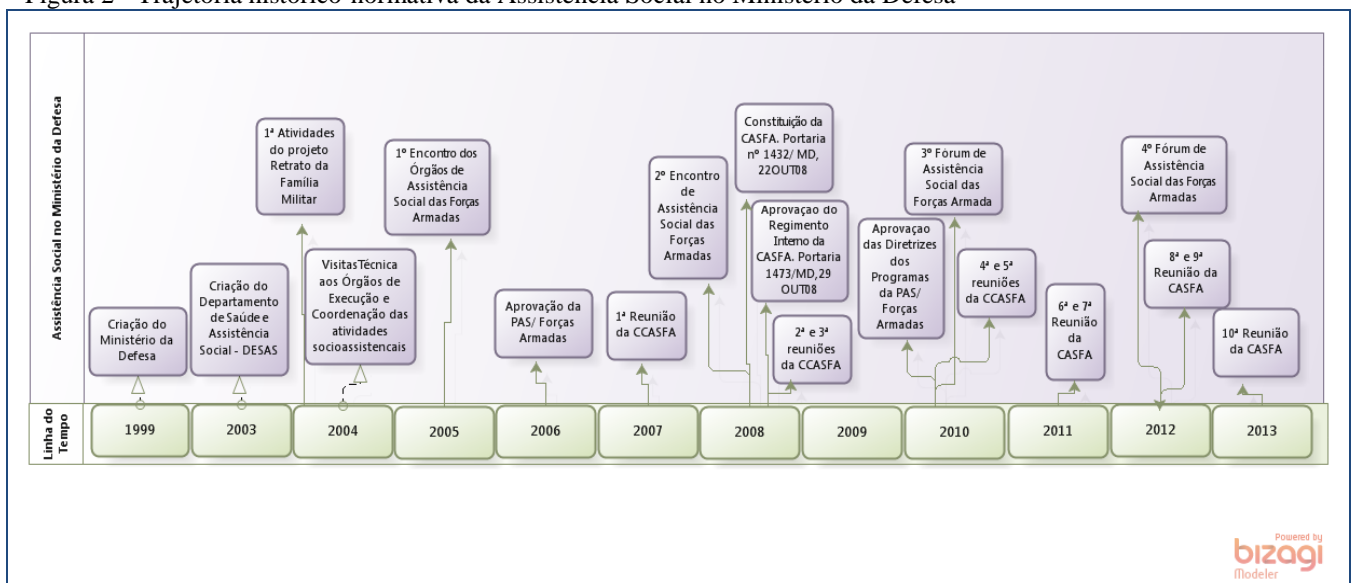 Figura 2 - Trajetória histórico-normativa da Assistência Social no Ministério da Defesa
Assistência Social no Ministério da Defesa
Criação do
Ministério da
Defesa
Criação do
Departamento
de Saúde e
Assistência
Social - DESAS
1ª Atividades
do projeto
Retrato da
Família
Militar
VisitasTécnica
aos Órgãos de
Execução e
Coordenação das
atividades
socioassistencais
1º Encontro dos
Órgãos de
Assistência
Social das Forças
Armadas
Aprovação da
PAS/ Forças
Armadas
1ª Reunião
da CCASFA
2º Encontro
de
Assistência
Social das
Forças
Armadas
Constituição da
CASFA. Portaria
nº 1432/ MD,
22OUT08
Aprovaçao do
Regimento
Interno da
CASFA. Portaria
1473/MD,29
OUT08
2ª e 3ª
reuniões
da CCASFA
Aprovaçao
das Diretrizes
dos
Programas
da PAS/
Forças
Armadas
3º Fórum de
Assistência
Social das
Forças Armada
4ª e 5ª
reuniões
da CCASFA
6ª e 7ª
Reunião
da
CASFA
4º Fórum de
Assistência
Social das Forças
Armadas
8ª e 9ª
Reunião da
CASFA
10ª Reunião
da CASFA
Linha do
Tempo
1999
2003
2004
2005
2006
2007
2008
2009
2010
2011
2012
2013
Powered by
bizagi
Modeler